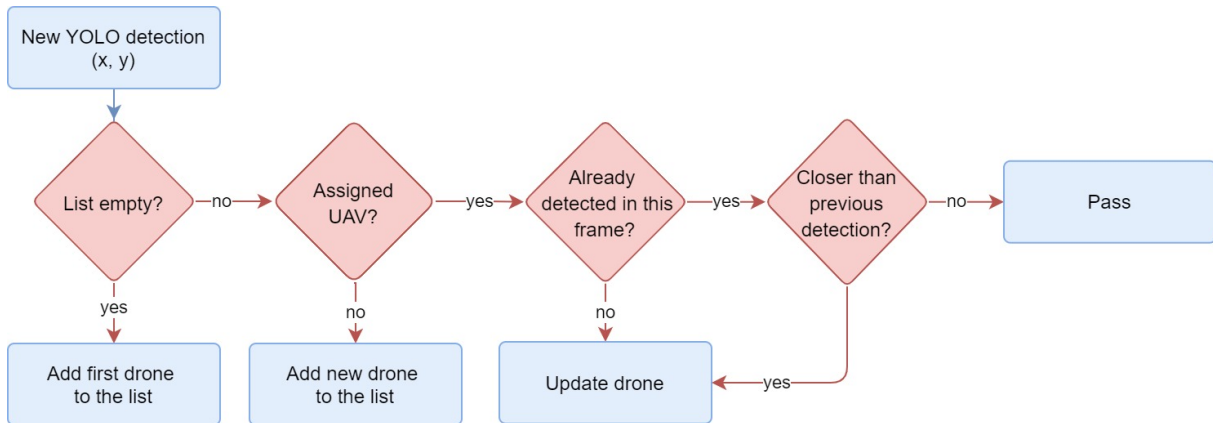 New YOLO detection
(x, y)
List empty?
no
Assigned
UAV?
yes
Already
detected in this
frame?
yes
Closer than
previous
detection?
no
Pass
yes
no
no
yes
Add first drone
to the list
Add new drone
to the list
Update drone